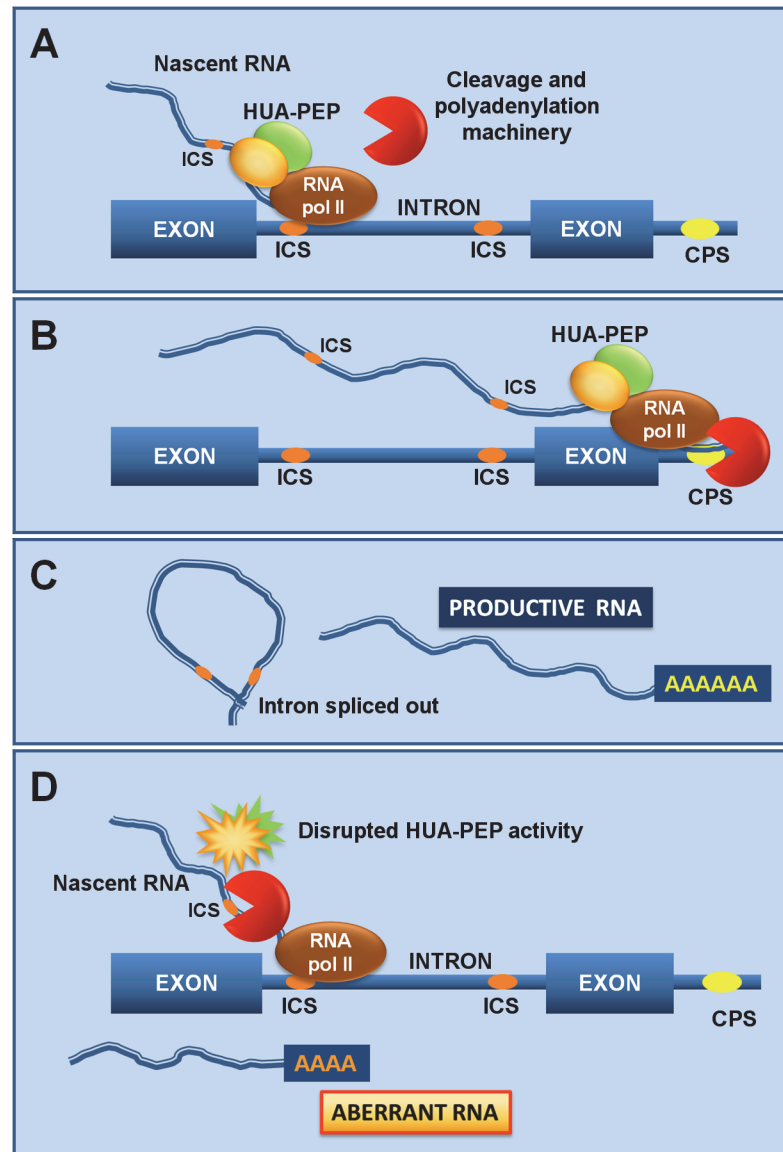 A
Nascent RNA
HUA-PEP
Cleavage and
polyadenylation
machinery
ICS
RNA
pol II
INTRON
EXON
EXON
ICS
ICS
CPS
B
ICS
HUA-PEP
ICS
RNA
pol II
EXON
EXON
ICS
ICS
CPS
C
PRODUCTIVE RNA
AAAAAA
Intron spliced out
D
Disrupted HUA-PEP activity
Nascent RNA
ICS
RNA
pol II
INTRON
EXON
EXON
ICS
ICS
CPS
AAAA
ABERRANT RNA